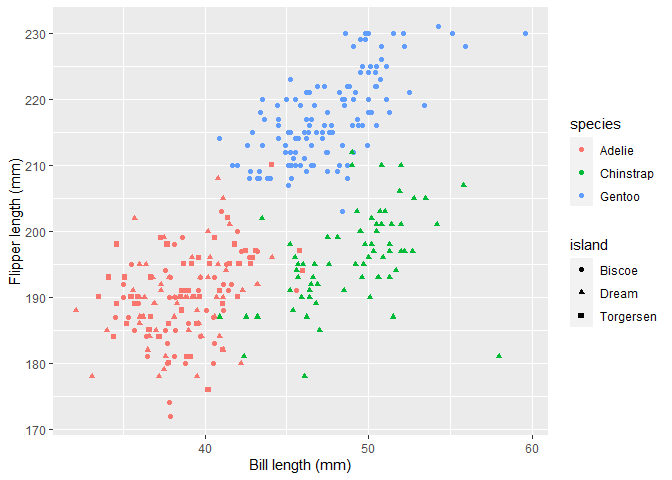 230
220
210
200
190
180
170
40
50
60
Flipper length (mm)
Bill length (mm)
species
Adelie
Chinstrap
Gentoo
island
Biscoe
Dream
Torgersen